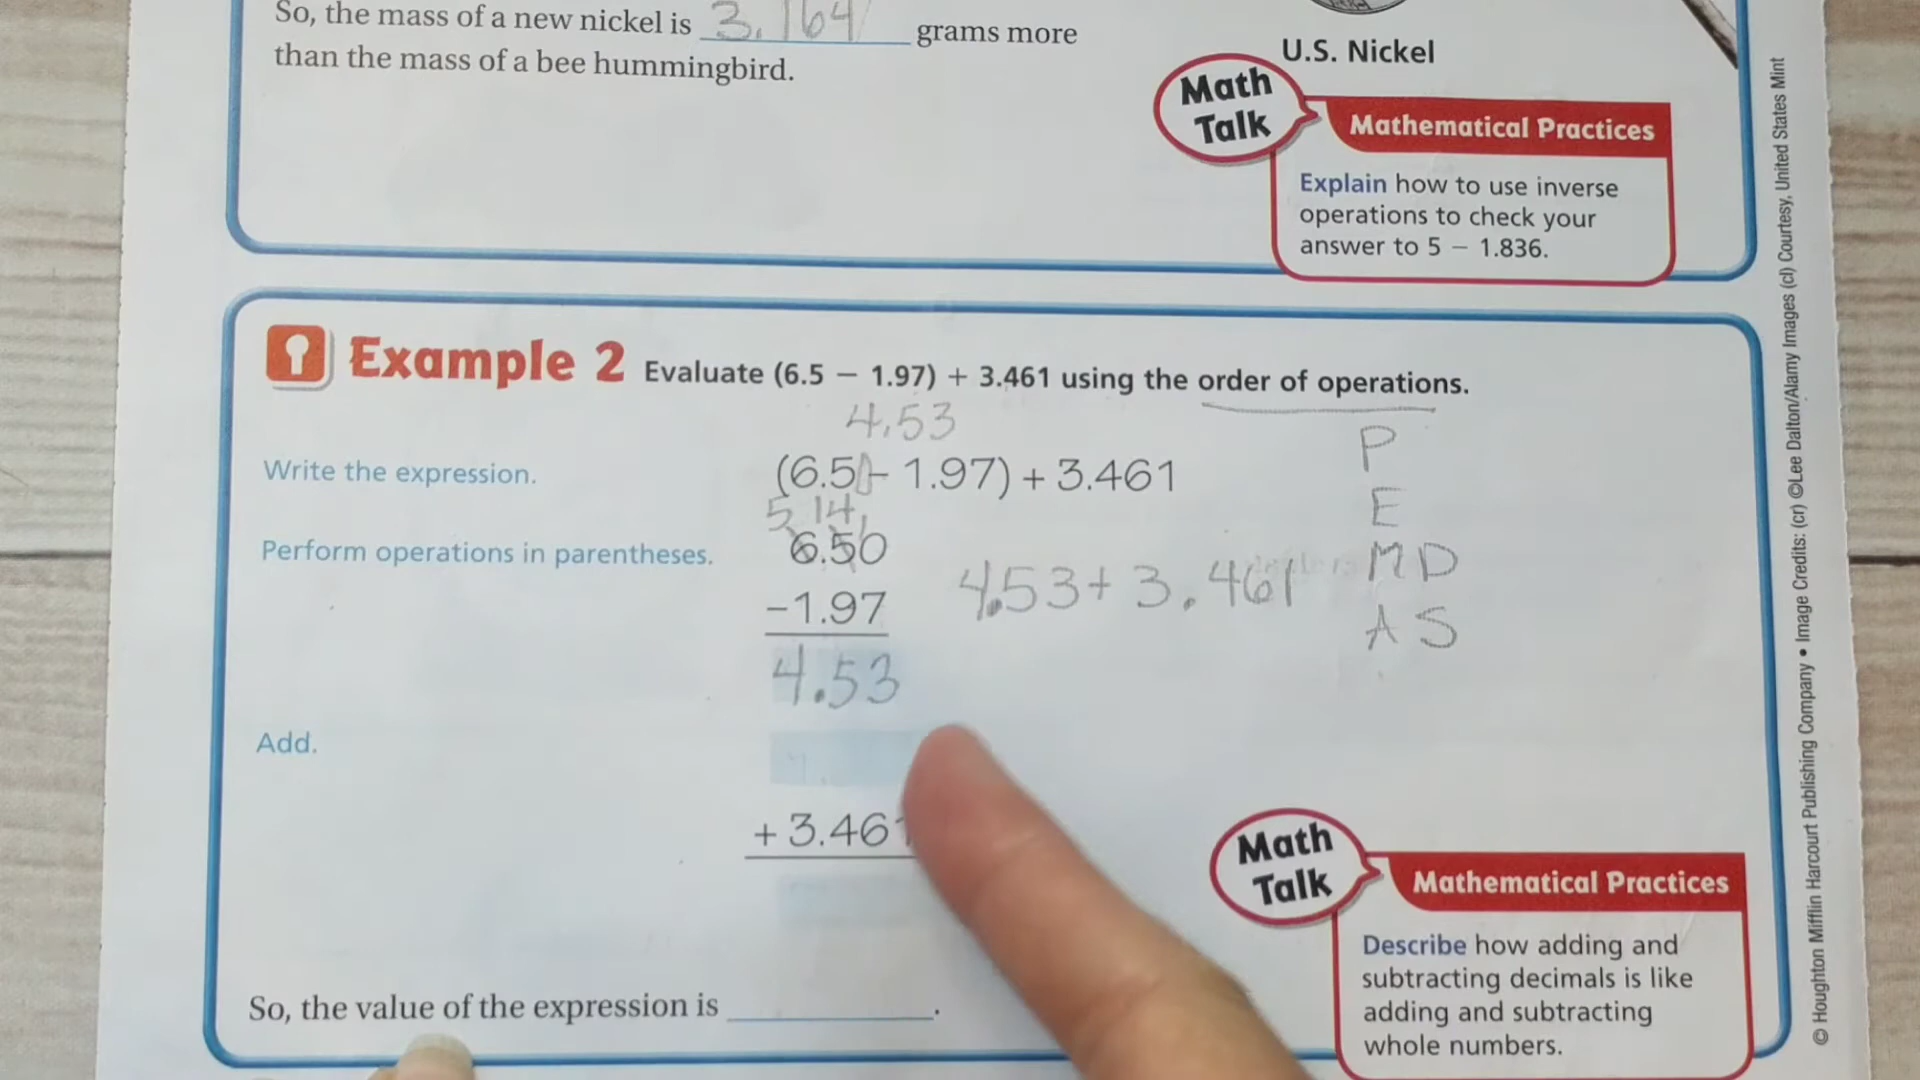 So, the mass of a new nickel is 3.164 grams more
than the mass of a bee hummingbird.
U.S. Nickel
Math
Talk
Mathematical Practices
Explain how to use inverse
operations to check your
answer to 5 − 1.836.
Example 2 Evaluate (6.5 − 1.97) + 3.461 using the order of operations.
4.53
Write the expression.
(6.50 − 1.97) + 3.461
5 14 1
Perform operations in parentheses.
6.50
−1.97
4.53
4.53 + 3.461
P
E
M D
A S
Add.
+ 3.461
So, the value of the expression is
.
Math
Talk
Mathematical Practices
Describe how adding and
subtracting decimals is like
adding and subtracting
whole numbers.
© Houghton Mifflin Harcourt Publishing Company • Image Credits: (cr) ©Lee Dalton/Alamy Images (cl) Courtesy, United States Mint